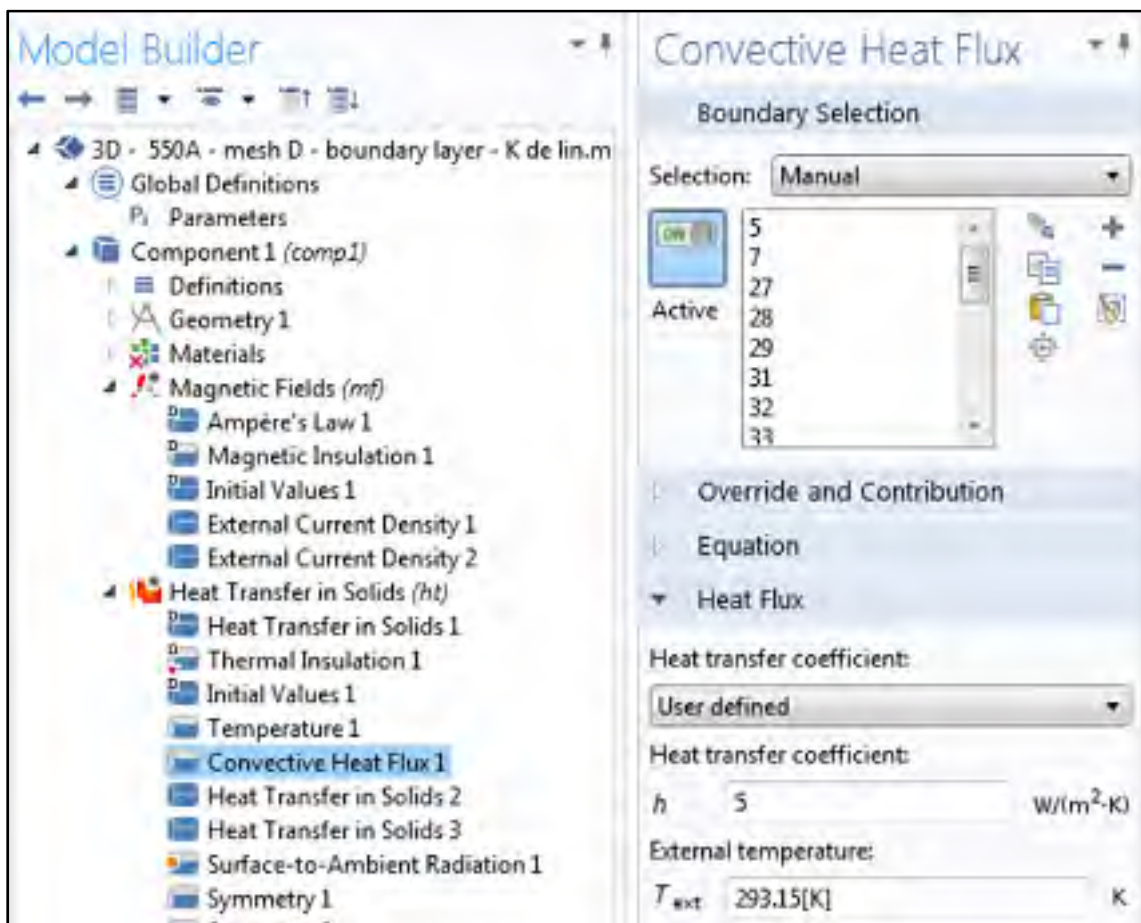 Model Builder
3D - 550A - mesh D - boundary layer - K de lin.m
Global Definitions
Pi Parameters
Component 1 (comp1)
Definitions
Geometry 1
Materials
Magnetic Fields (mf)
Ampère's Law 1
Magnetic Insulation 1
Initial Values 1
External Current Density 1
External Current Density 2
Heat Transfer in Solids (ht)
Heat Transfer in Solids 1
Thermal Insulation 1
Initial Values 1
Temperature 1
Convective Heat Flux 1
Heat Transfer in Solids 2
Heat Transfer in Solids 3
Surface-to-Ambient Radiation 1
Symmetry 1
Convective Heat Flux
Boundary Selection
Selection: Manual
ON
Active
5
7
27
28
29
31
32
33
Override and Contribution
Equation
Heat Flux
Heat transfer coefficient:
User defined
Heat transfer coefficient:
h 5 W/(m²·K)
External temperature:
Text 293.15[K] K